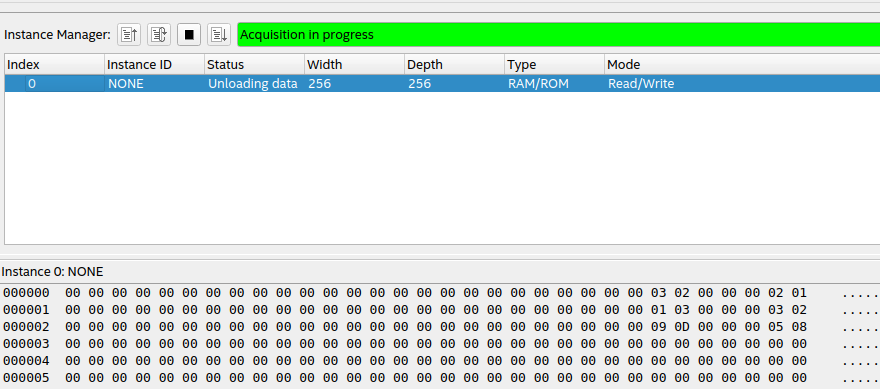 Instance Manager: Acquisition in progress
Index Instance ID Status Width Depth Type Mode
0 NONE Unloading data 256 256 RAM/ROM Read/Write
Instance 0: NONE
000000 00 00 00 00 00 00 00 00 00 00 00 00 00 00 00 00 00 00 00 00 00 00 00 00 00 03 02 00 00 00 02 01 .....
000001 00 00 00 00 00 00 00 00 00 00 00 00 00 00 00 00 00 00 00 00 00 00 00 00 00 01 03 00 00 00 03 02 .....
000002 00 00 00 00 00 00 00 00 00 00 00 00 00 00 00 00 00 00 00 00 00 00 00 00 00 09 0D 00 00 00 05 08 .....
000003 00 00 00 00 00 00 00 00 00 00 00 00 00 00 00 00 00 00 00 00 00 00 00 00 00 00 00 00 00 00 00 00 .....
000004 00 00 00 00 00 00 00 00 00 00 00 00 00 00 00 00 00 00 00 00 00 00 00 00 00 00 00 00 00 00 00 00 .....
000005 00 00 00 00 00 00 00 00 00 00 00 00 00 00 00 00 00 00 00 00 00 00 00 00 00 00 00 00 00 00 00 00 .....